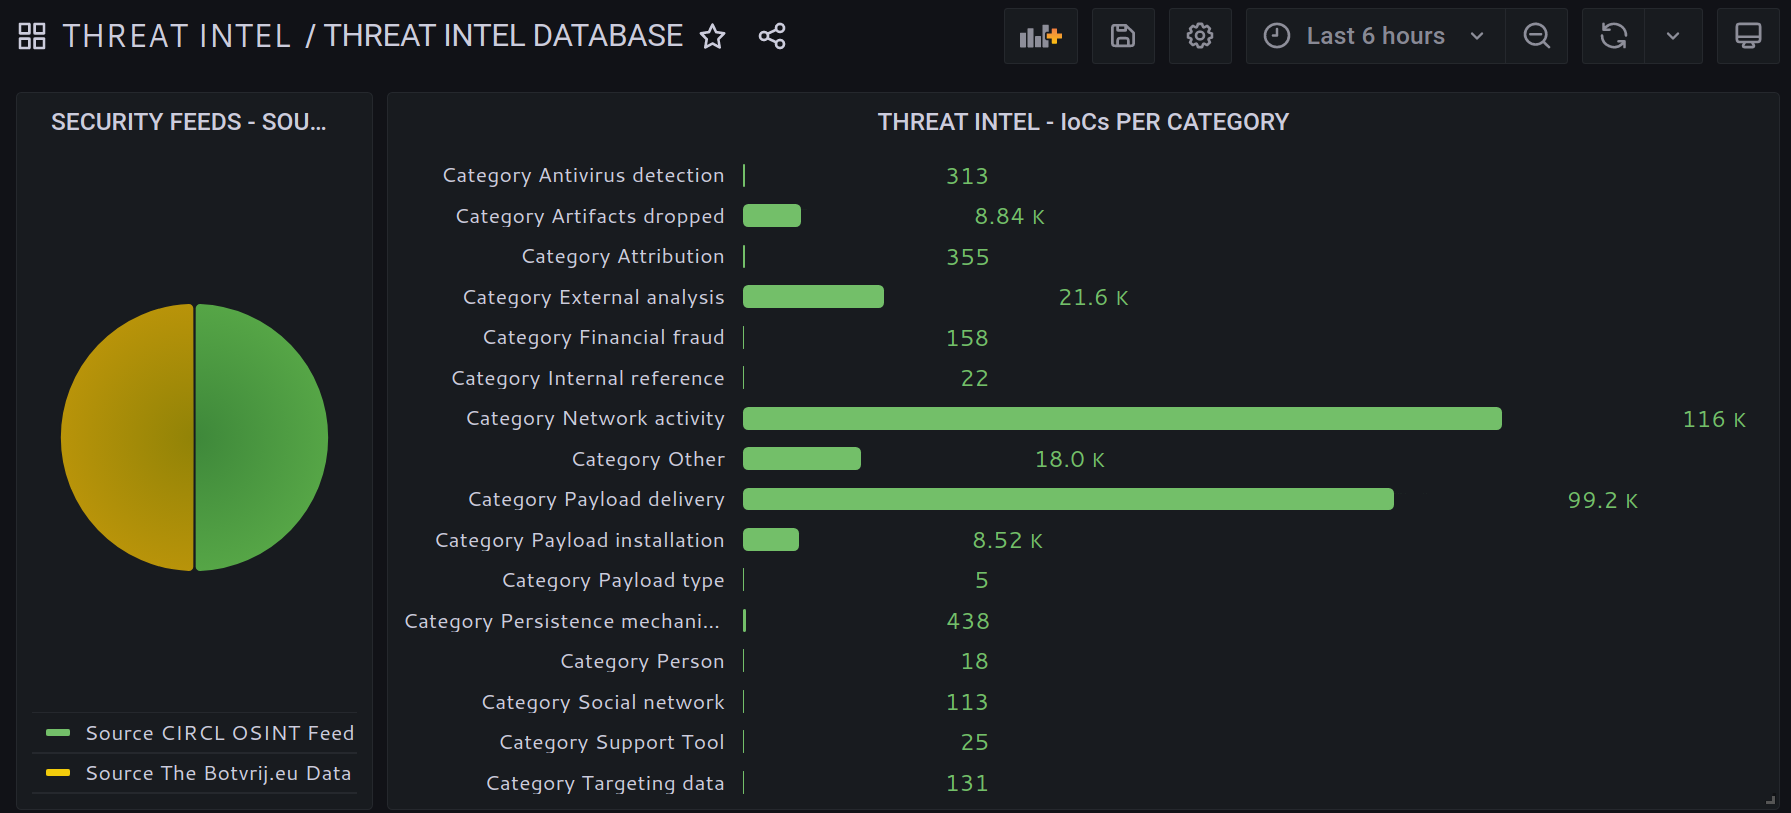 THREAT INTEL / THREAT INTEL DATABASE
Last 6 hours
SECURITY FEEDS - SOU...
Source CIRCL OSINT Feed
Source The Botvrij.eu Data
THREAT INTEL - IoCs PER CATEGORY
Category Antivirus detection 313
Category Artifacts dropped 8.84 K
Category Attribution 355
Category External analysis 21.6 K
Category Financial fraud 158
Category Internal reference 22
Category Network activity 116 K
Category Other 18.0 K
Category Payload delivery 99.2 K
Category Payload installation 8.52 K
Category Payload type 5
Category Persistence mechani... 438
Category Person 18
Category Social network 113
Category Support Tool 25
Category Targeting data 131